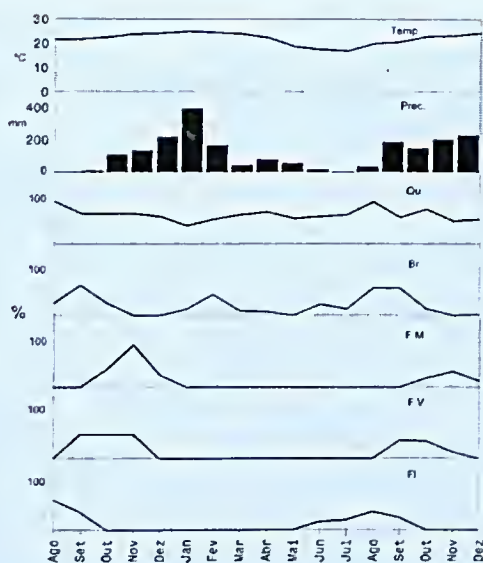 30
Temp
°C
20
10
0
Prec.
400
mm
200
0
100
Qu
Br
100
%
F M
100
F V
100
Fl
100
Ago Set Out Nov Dez Jan Fev Mar Abr Mai Jun Jul Ago Set Out Nov Dez